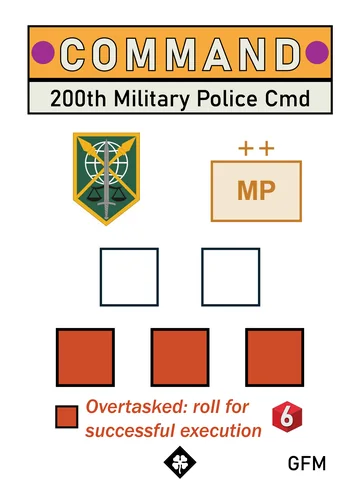 COMMAND
200th Military Police Cmd
++
MP
Overtasked: roll for
successful execution
6
GFM